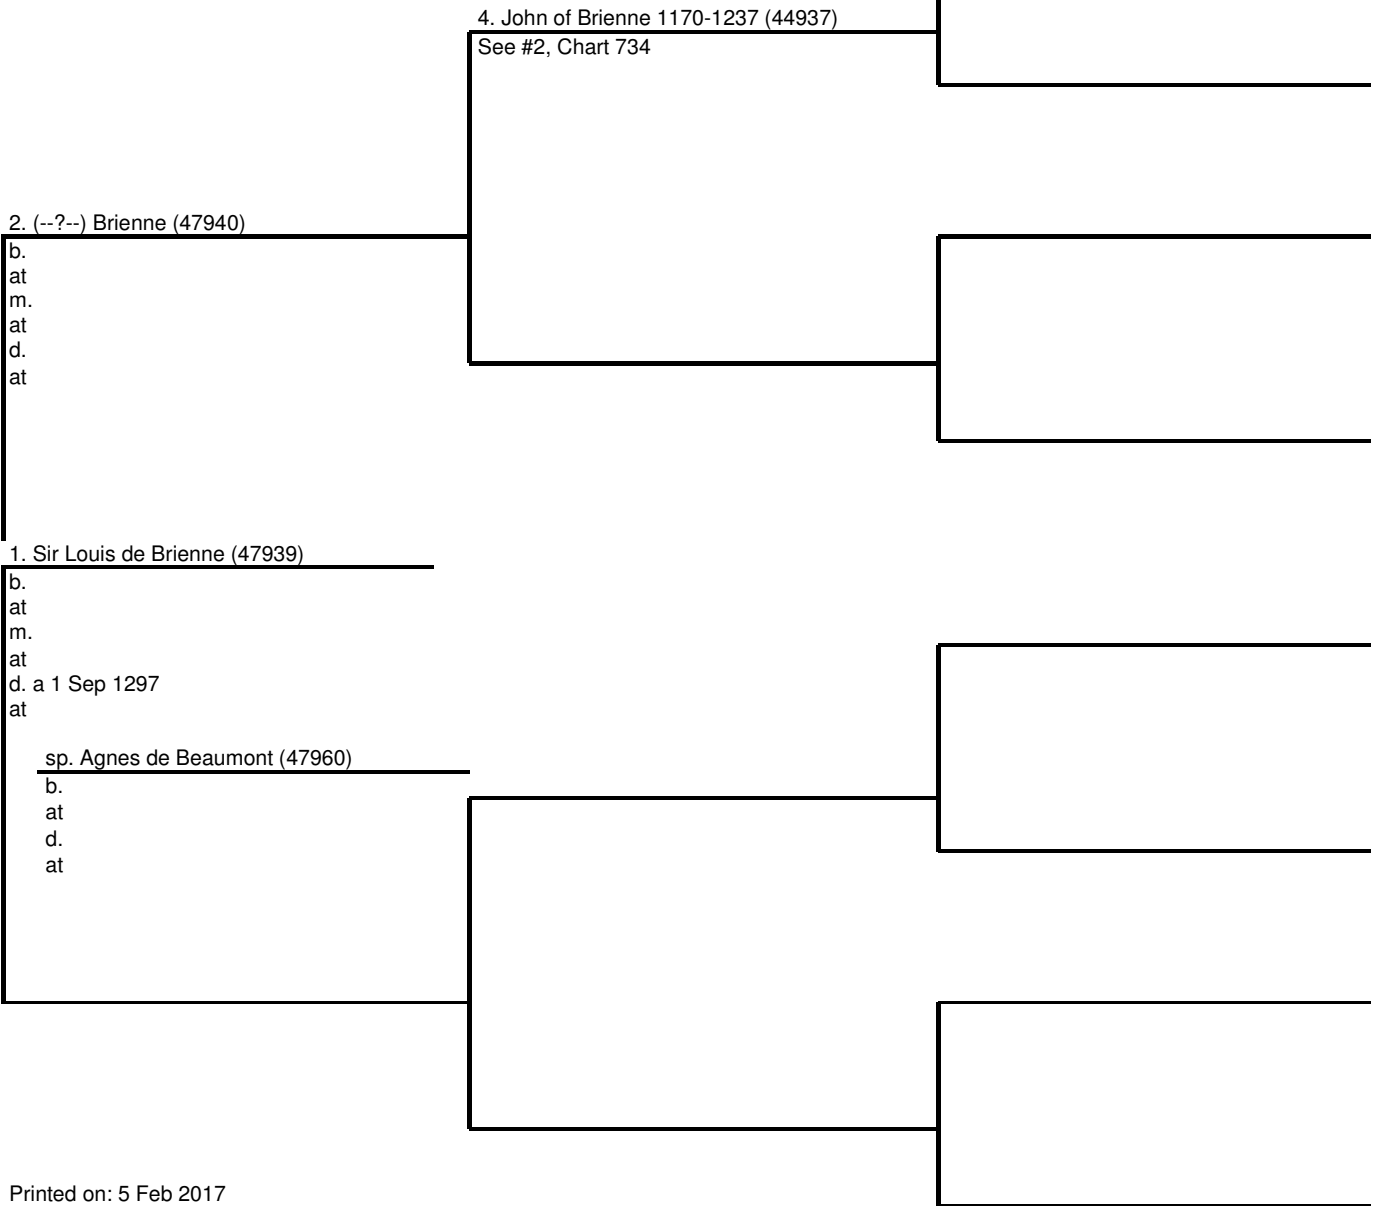 4. John of Brienne 1170-1237 (44937)
See #2, Chart 734
2. (--?--) Brienne (47940)
b.
at
m.
at
d.
at
1. Sir Louis de Brienne (47939)
b.
at
m.
at
d. a 1 Sep 1297
at
sp. Agnes de Beaumont (47960)
b.
at
d.
at
Printed on: 5 Feb 2017